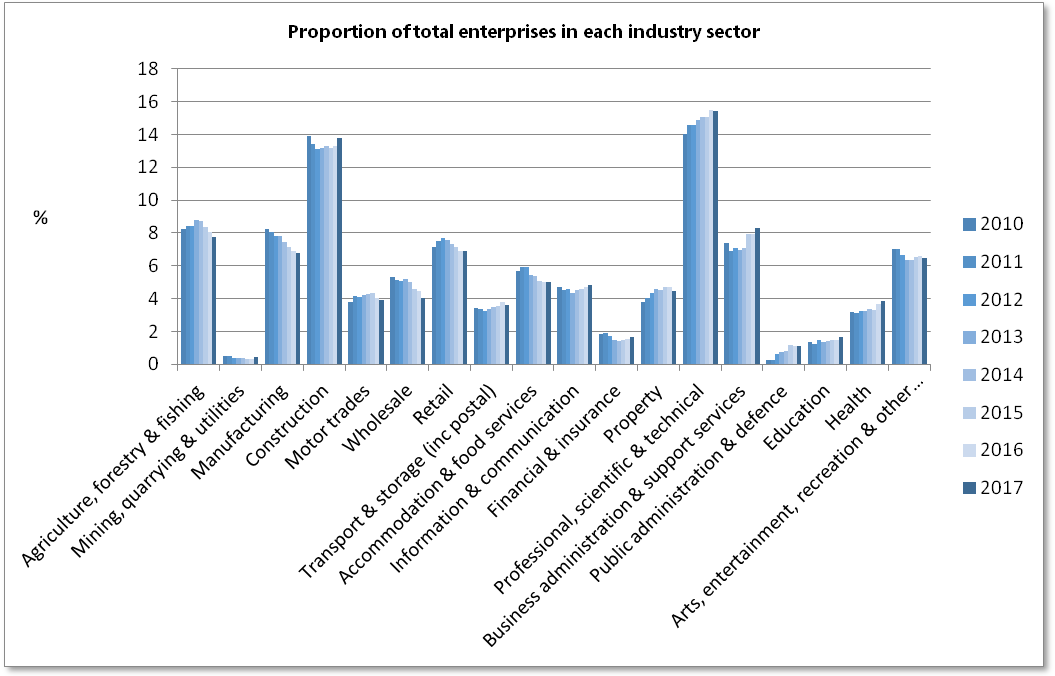 Proportion of total enterprises in each industry sector
18
16
14
12
10
8
6
4
2
0
%
Agriculture, forestry & fishing
Mining, quarrying & utilities
Manufacturing
Construction
Motor trades
Wholesale
Retail
Transport & storage (inc postal)
Accommodation & food services
Information & communication
Financial & insurance
Property
Professional, scientific & technical
Business administration & support services
Public administration & defence
Education
Health
Arts, entertainment, recreation & other...
2010
2011
2012
2013
2014
2015
2016
2017